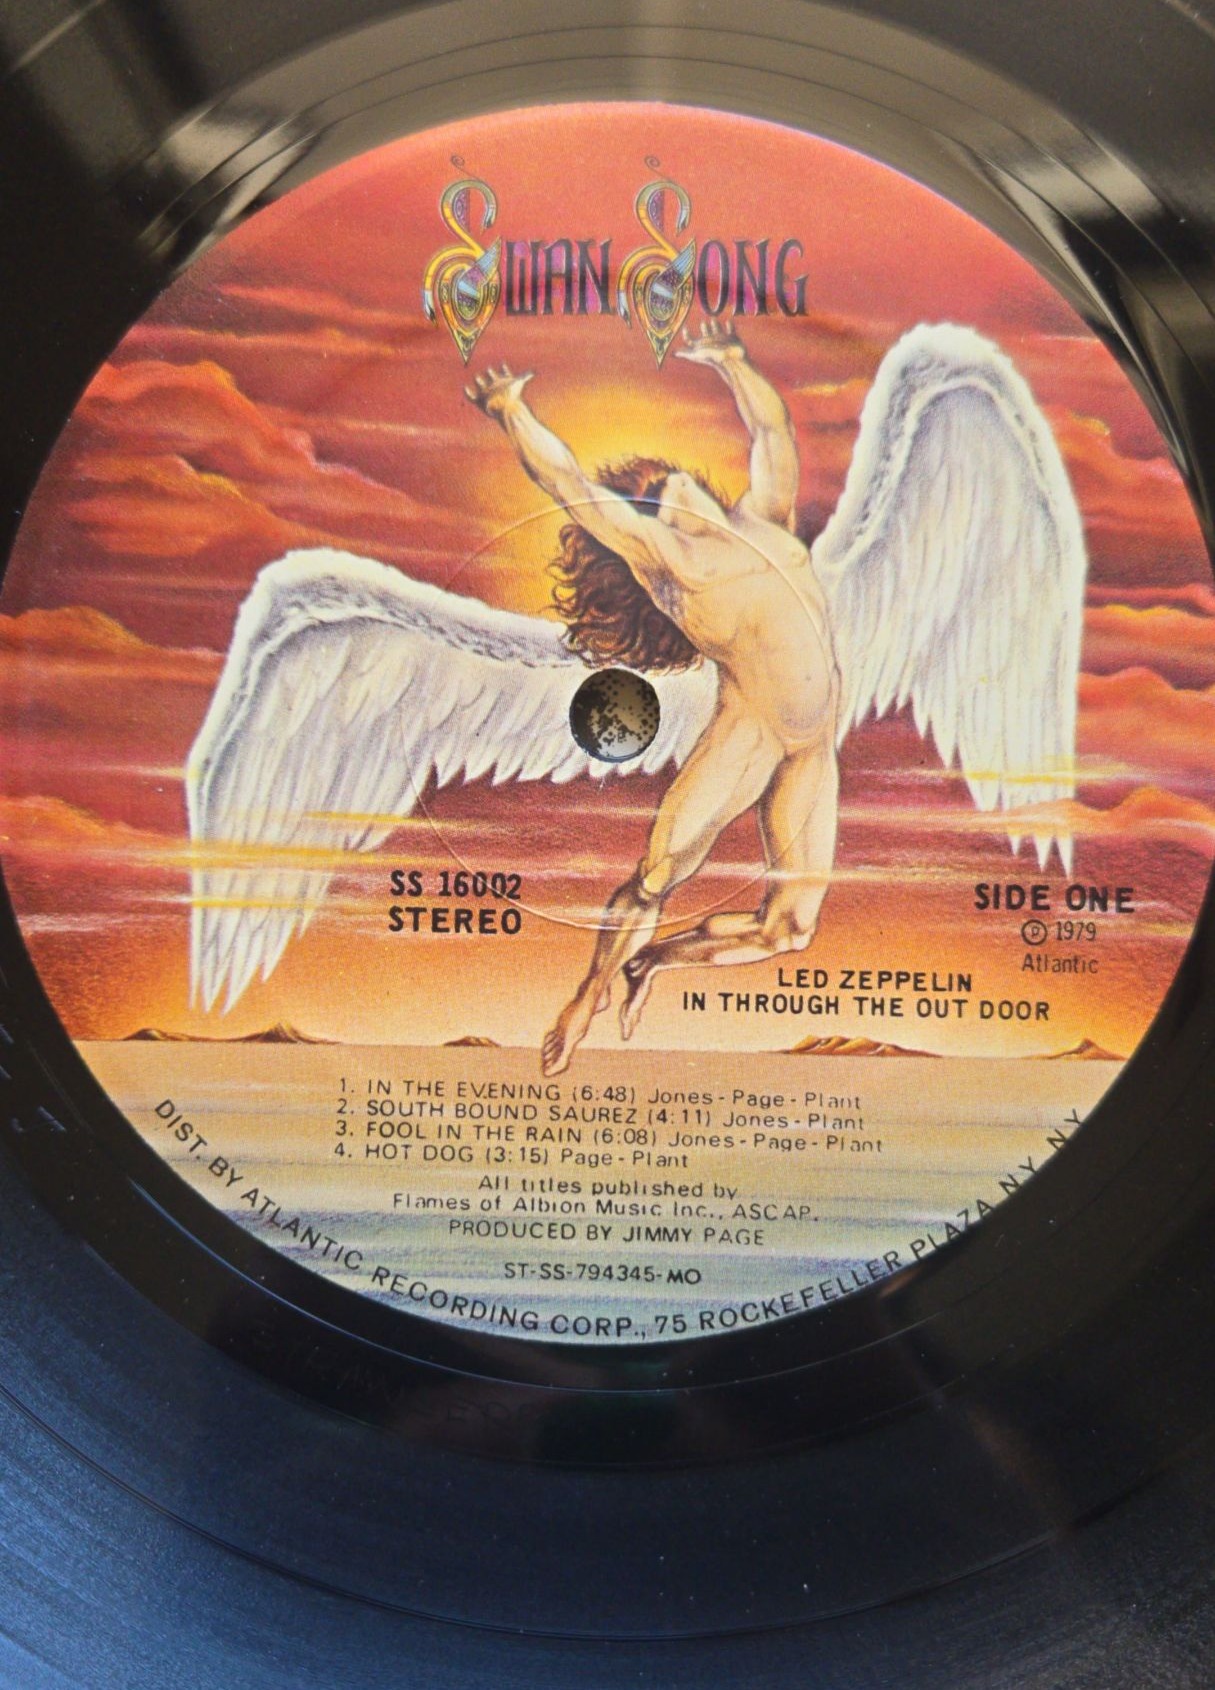 SWAN SONG
SS 16002
STEREO
SIDE ONE
Ⓟ 1979
Atlantic
LED ZEPPELIN
IN THROUGH THE OUT DOOR
1. IN THE EVENING (6:48) Jones - Page - Plant
2. SOUTH BOUND SAUREZ (4:11) Jones - Plant
3. FOOL IN THE RAIN (6:08) Jones - Page - Plant
4. HOT DOG (3:15) Page - Plant
All titles published by
Flames of Albion Music Inc., ASCAP.
PRODUCED BY JIMMY PAGE
ST-SS-794345-MO
DIST. BY ATLANTIC RECORDING CORP., 75 ROCKEFELLER PLAZA NY, NY